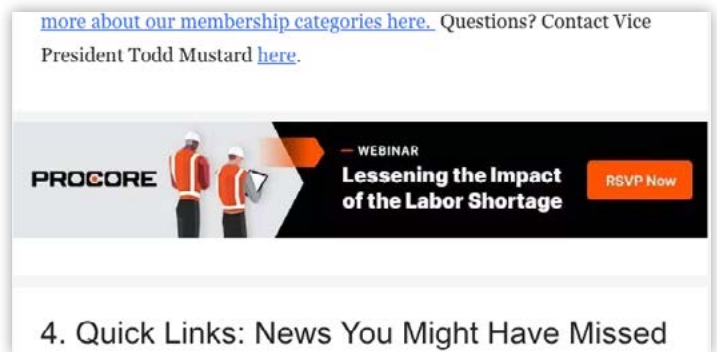 more about our membership categories here. Questions? Contact Vice
President Todd Mustard here.
PROCORE
— WEBINAR
Lessening the Impact
of the Labor Shortage
RSVP Now
4. Quick Links: News You Might Have Missed